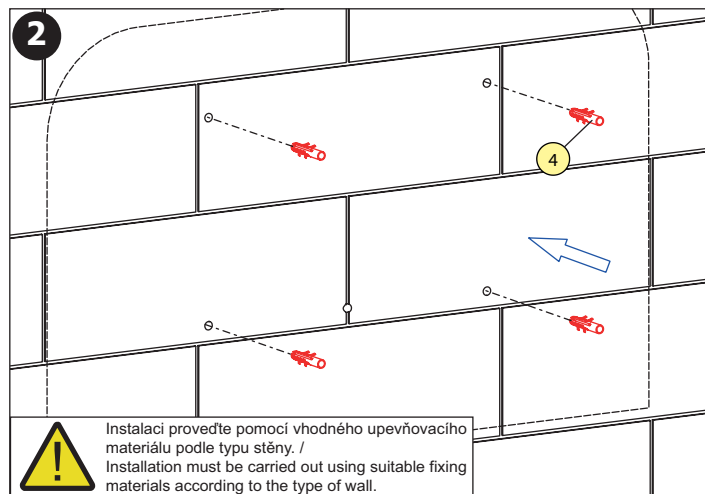 2
4
Instalaci proveďte pomocí vhodného upevňovacího
materiálu podle typu stěny. /
Installation must be carried out using suitable fixing
materials according to the type of wall.